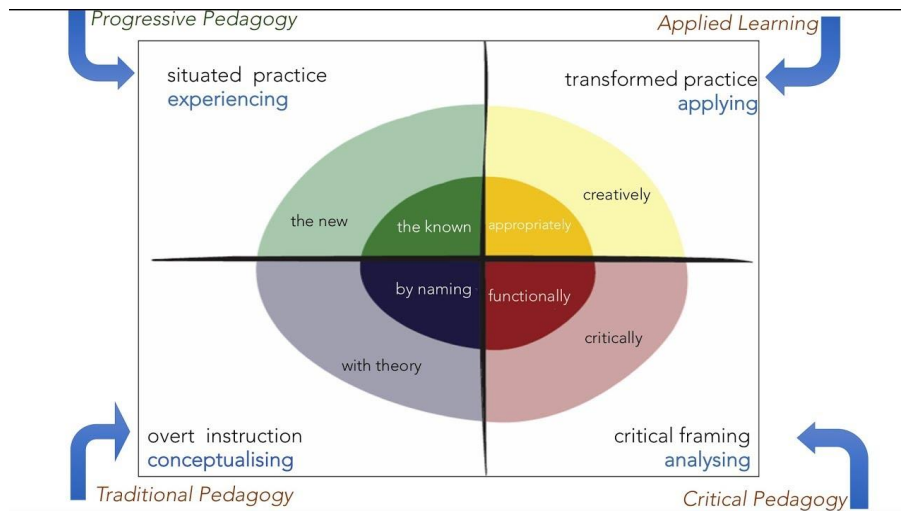 Progressive Pedagogy
Applied Learning
situated practice
experiencing
transformed practice
applying
the new
the known
appropriately
creatively
by naming
functionally
with theory
critically
overt instruction
conceptualising
critical framing
analysing
Traditional Pedagogy
Critical Pedagogy